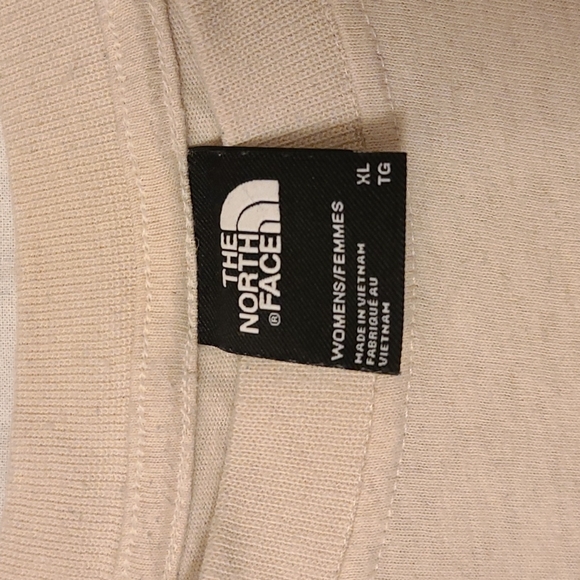 THE
NORTH
® FACE
WOMENS/FEMMES XL
MADE IN VIETNAM TG
FABRIQUÉ AU
VIETNAM